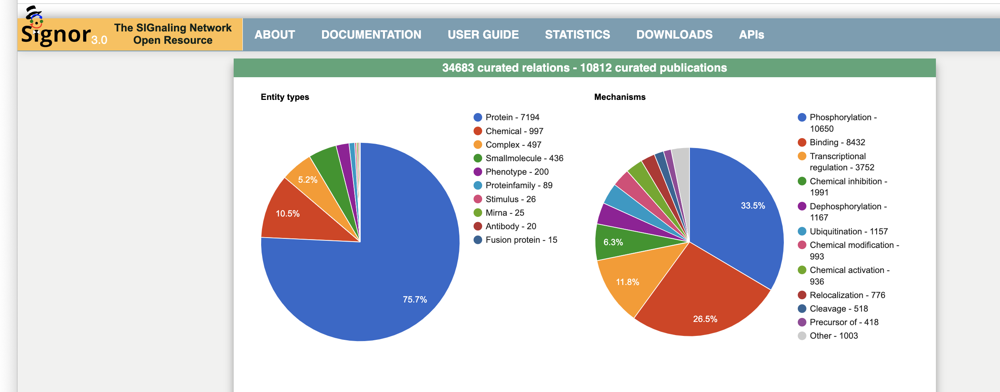 Signor 3.0
The SIGnaling Network
Open Resource
ABOUT
DOCUMENTATION
USER GUIDE
STATISTICS
DOWNLOADS
APIs
34683 curated relations - 10812 curated publications
Entity types
Protein - 7194
Chemical - 997
Complex - 497
Smallmolecule - 436
Phenotype - 200
Proteinfamily - 89
Stimulus - 26
Mirna - 25
Antibody - 20
Fusion protein - 15
5.2%
10.5%
75.7%
Mechanisms
Phosphorylation -
10650
Binding - 8432
Transcriptional
regulation - 3752
Chemical inhibition -
1991
Dephosphorylation -
1167
Ubiquitination - 1157
Chemical modification -
993
Chemical activation -
936
Relocalization - 776
Cleavage - 518
Precursor of - 418
Other - 1003
33.5%
6.3%
11.8%
26.5%